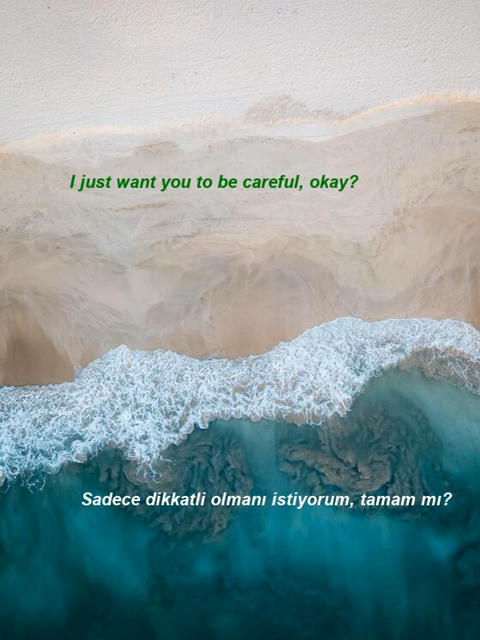 I just want you to be careful, okay?
Sadece dikkatli olmanı istiyorum, tamam mı?